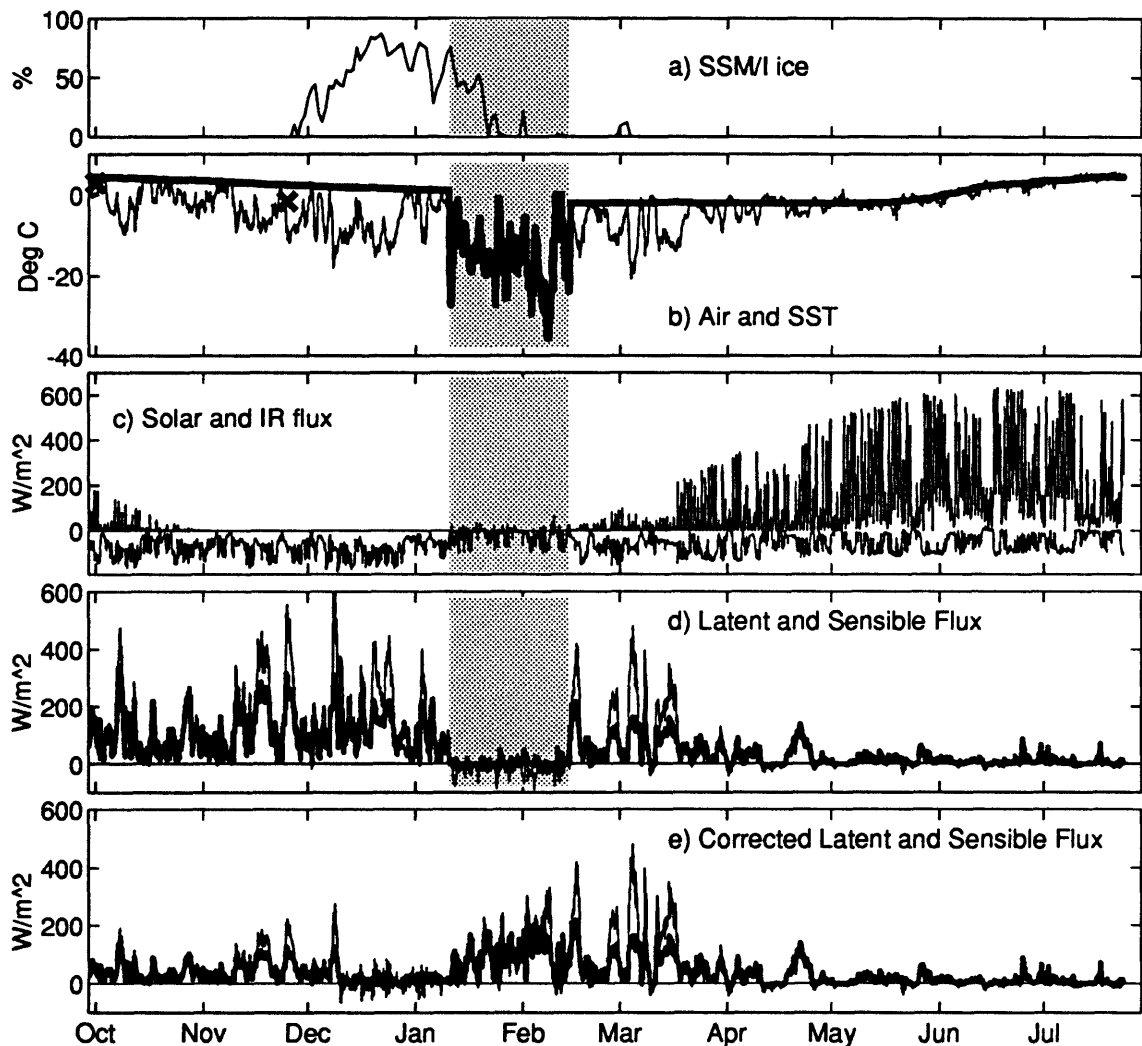 100
50
0
%
a) SSM/I ice
0
-20
-40
Deg C
b) Air and SST
600
400
200
0
W/m^2
c) Solar and IR flux
600
400
200
0
W/m^2
d) Latent and Sensible Flux
600
400
200
0
W/m^2
e) Corrected Latent and Sensible Flux
Oct Nov Dec Jan Feb Mar Apr May Jun Jul